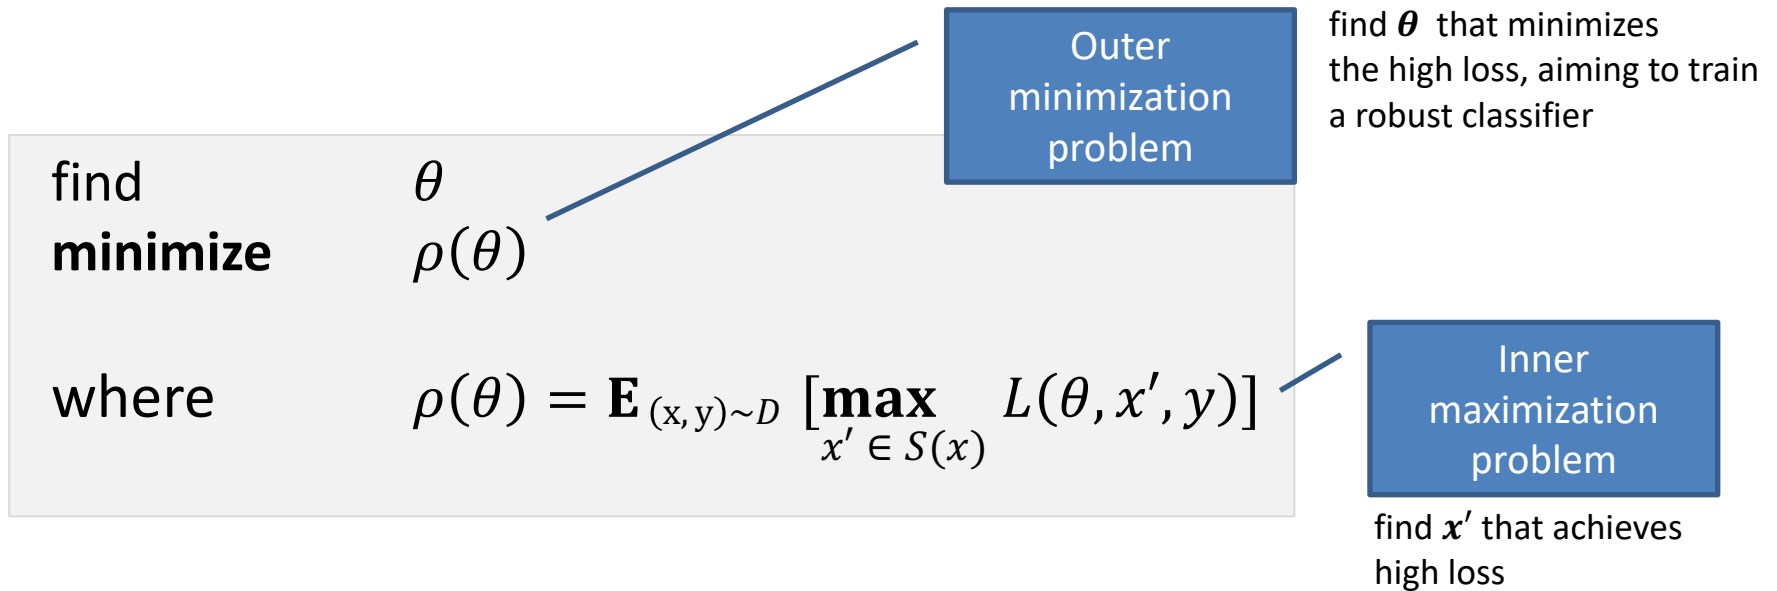 Outer
minimization
problem
find θ that minimizes
the high loss, aiming to train
a robust classifier
find θ
minimize ρ(θ)
where ρ(θ) = E (x, y)~D [max L(θ, x′, y)]
x′ ∈ S(x)
Inner
maximization
problem
find x′ that achieves
high loss